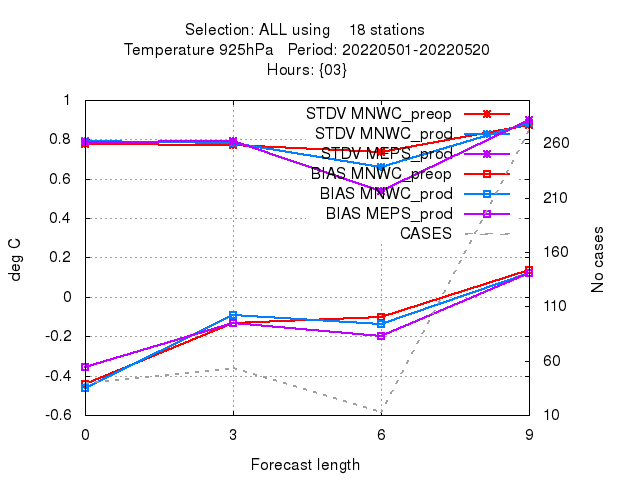 Selection: ALL using 18 stations
Temperature 925hPa Period: 20220501-20220520
Hours: {03}
1
0.8
0.6
0.4
0.2
0
-0.2
-0.4
-0.6
deg C
STDV MNWC_preop
STDV MNWC_prod
STDV MEPS_prod
BIAS MNWC_preop
BIAS MNWC_prod
BIAS MEPS_prod
CASES
260
210
160
110
60
10
No cases
0 3 6 9
Forecast length